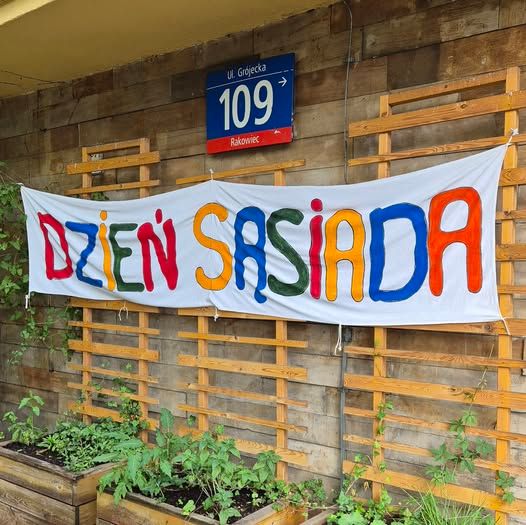 Ul. Grójecka
109
Rakowiec
DZiEŃ SĄSiADA